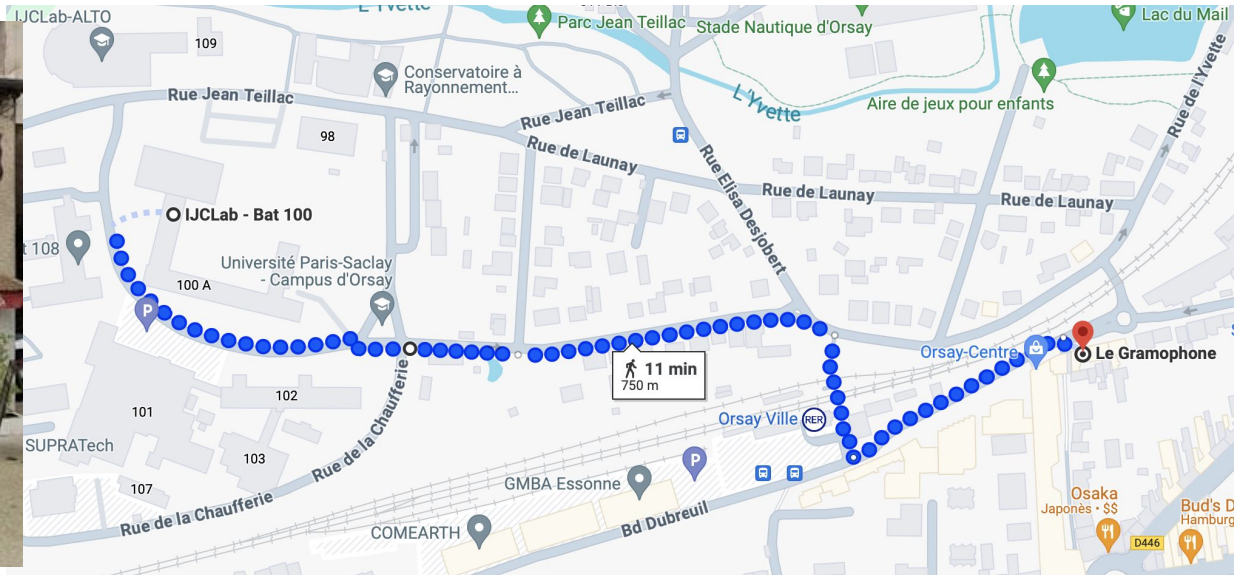 IJCLab-ALTO
109
L'Yvette
Parc Jean Teillac
Stade Nautique d'Orsay
Lac du Mail
Conservatoire à
Rayonnement...
Rue Jean Teillac
98
Rue Jean Teillac
L'Yvette
Aire de jeux pour enfants
Rue de l'Yvette
Rue de Launay
Rue Elisa Desjobert
Rue de Launay
Rue de Launay
IJCLab - Bat 100
t 108
100 A
Université Paris-Saclay
- Campus d'Orsay
P
11 min
750 m
Orsay-Centre
Le Gramophone
101
102
Orsay Ville
RER
SUPRATech
103
Rue de la Chaufferie
P
107
GMBA Essonne
Rue de la Chaufferie
COMEARTH
Bd Dubreuil
Osaka
Japonès • $$
Bud's D
Hamburg
D446